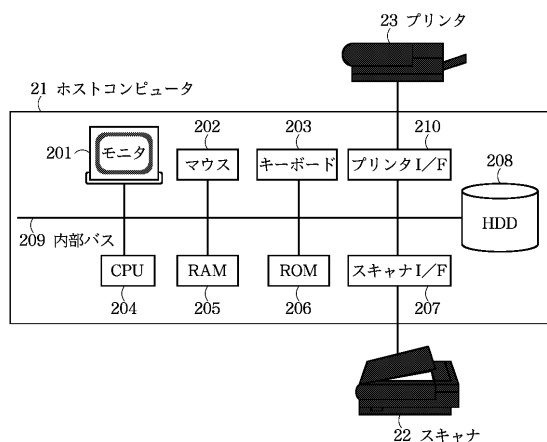 23 プリンタ
21 ホストコンピュータ
202
203
210
201
モニタ
マウス
キーボード
プリンタI/F
208
HDD
209 内部バス
CPU
RAM
ROM
スキャナI/F
204
205
206
207
22 スキャナ